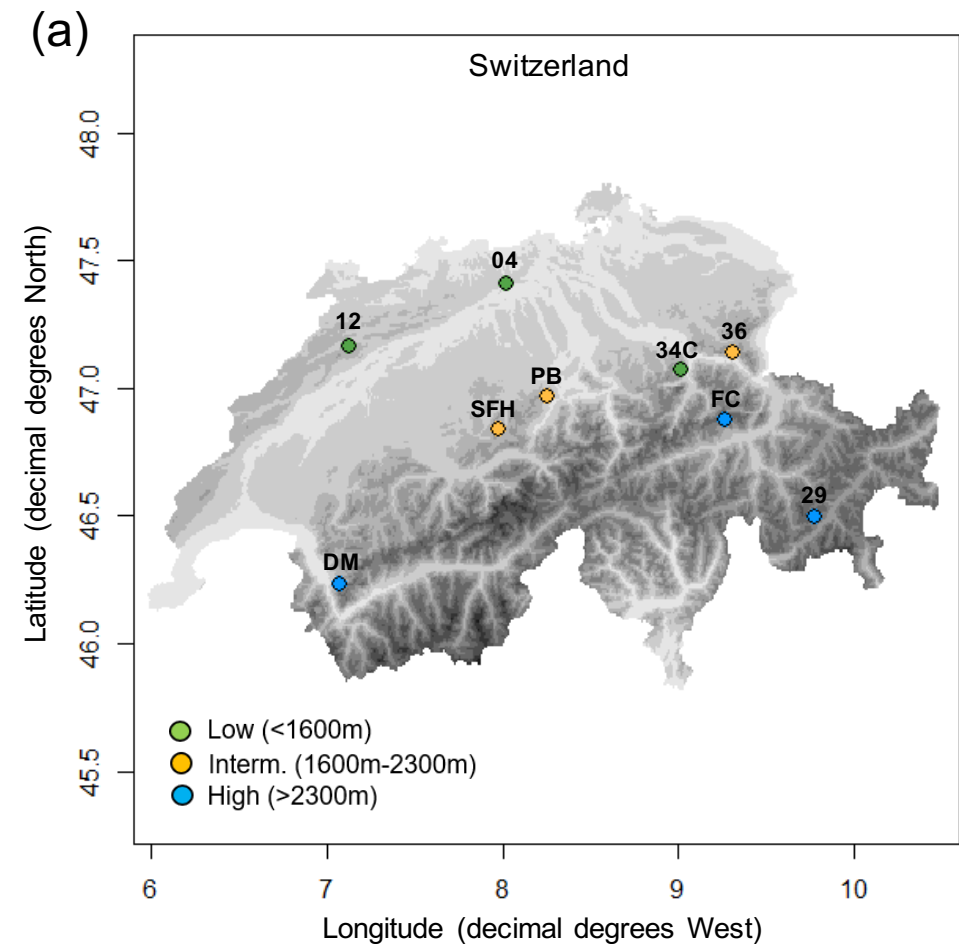 (a)
Switzerland
Latitude (decimal degrees North)
48.0
47.5
47.0
46.5
46.0
45.5
04
12
36
34C
PB
FC
SFH
29
DM
Low (<1600m)
Interm. (1600m-2300m)
High (>2300m)
6 7 8 9 10
Longitude (decimal degrees West)